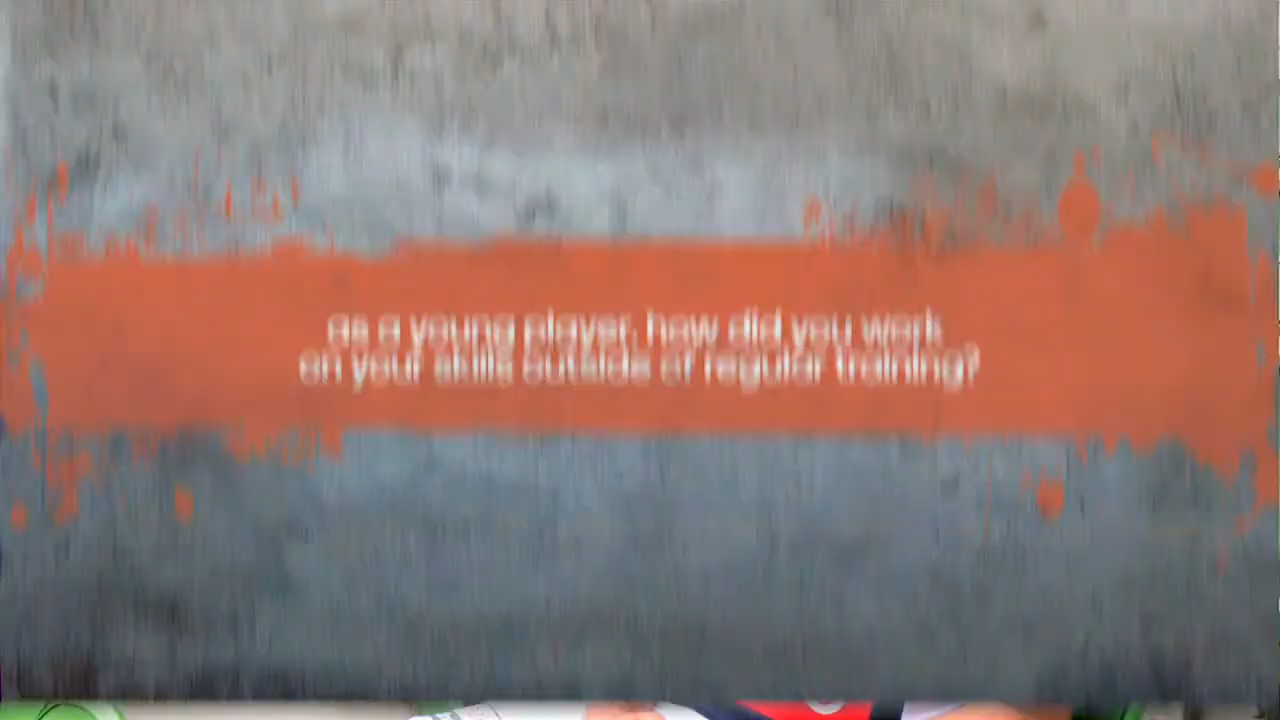 as a young player, how did you work
on your skills outside of regular training?